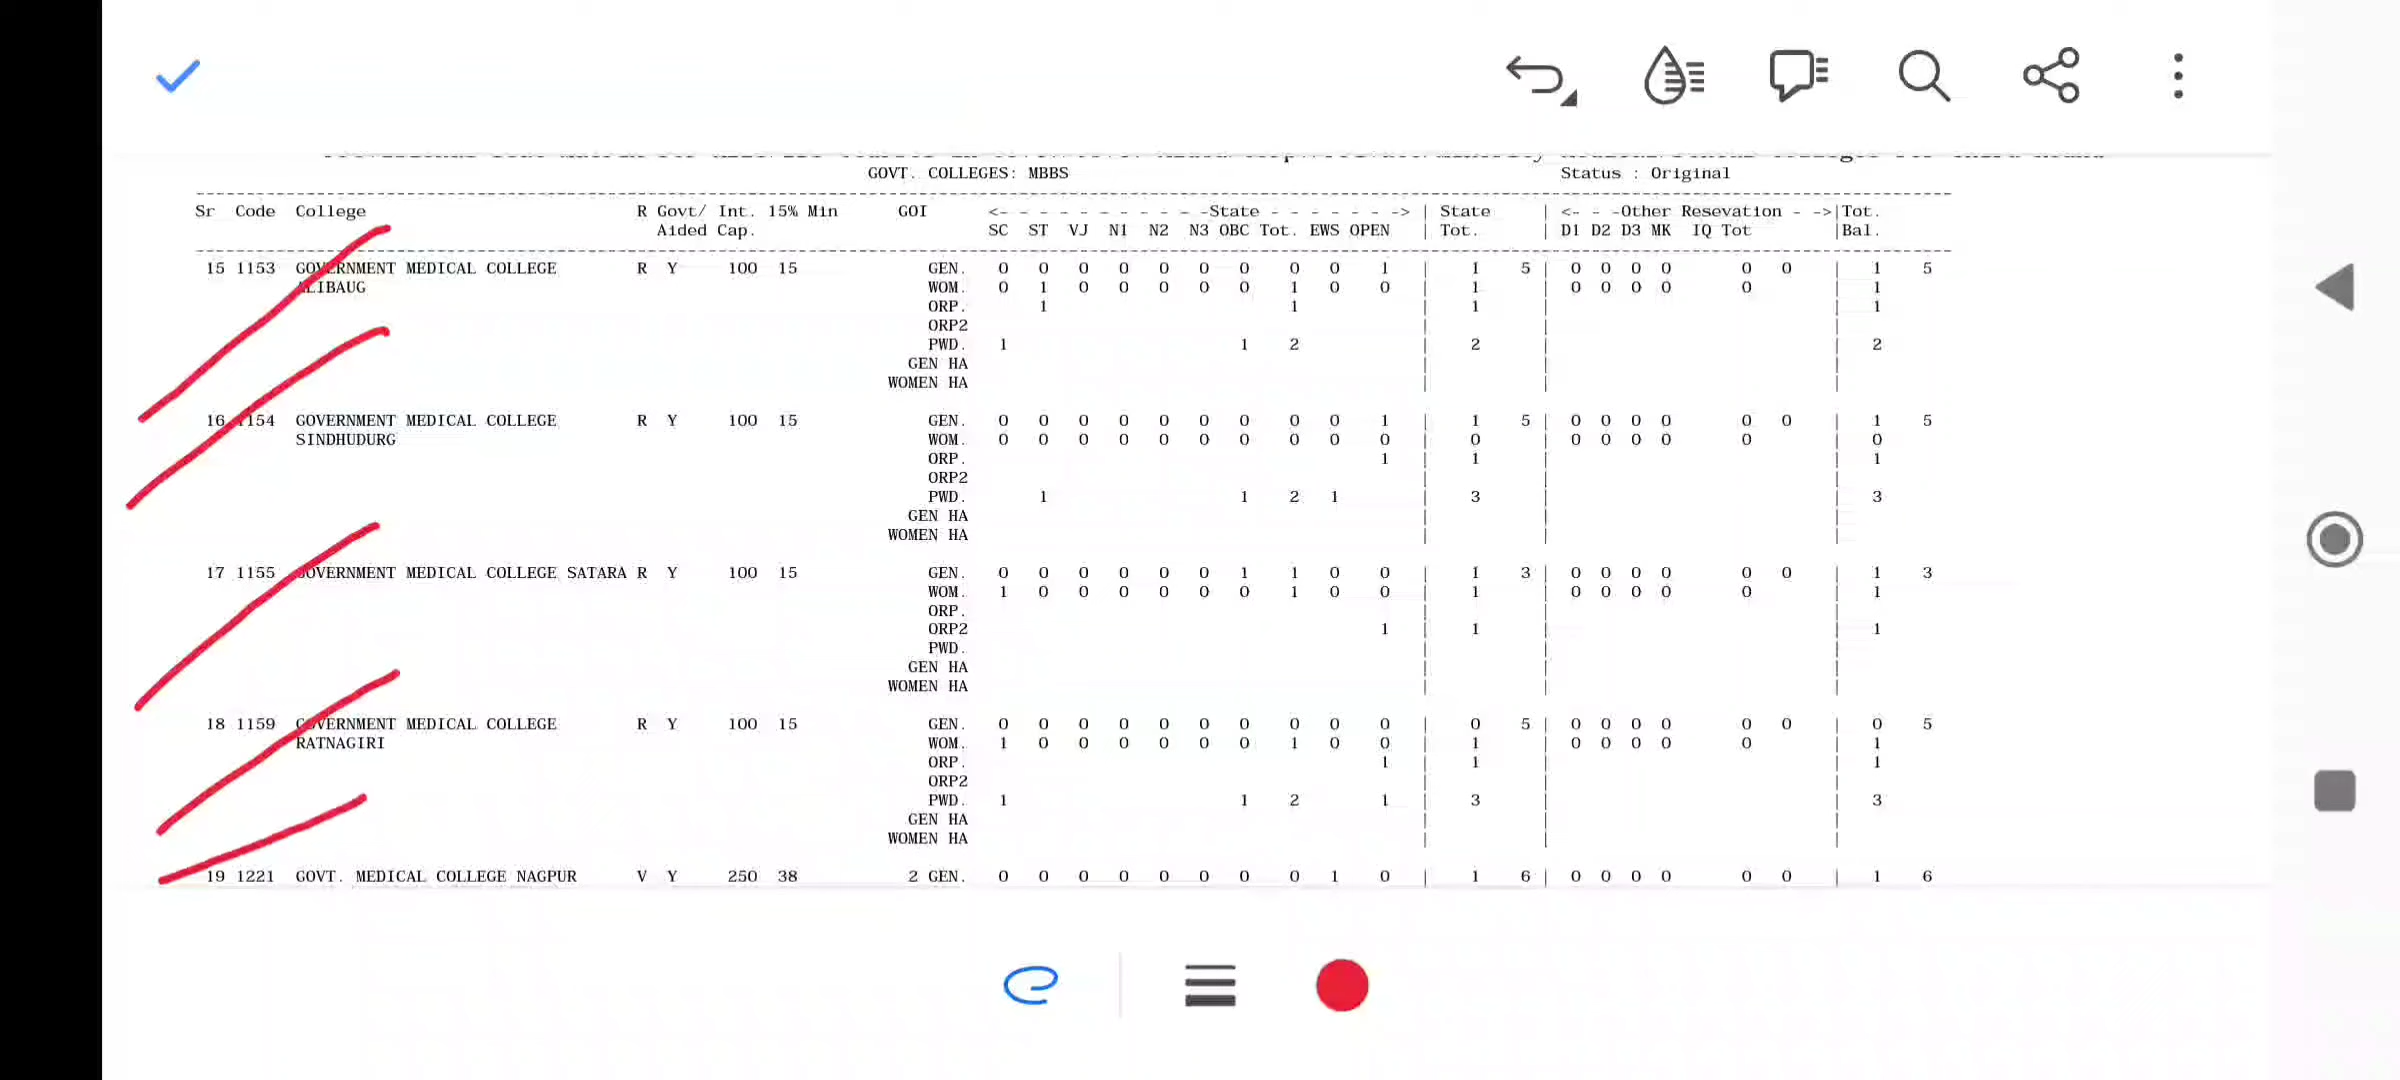 GOVT. COLLEGES: MBBS Status : Original
Sr Code College R Govt/ Int. 15% Min GOI <- - - - - - - - - - -State - - - - - - -> | State | <- - -Other Resevation - ->|Tot.
Aided Cap. SC ST VJ N1 N2 N3 OBC Tot. EWS OPEN | Tot. | D1 D2 D3 MK IQ Tot |Bal.
15 1153 GOVERNMENT MEDICAL COLLEGE R Y 100 15 GEN. 0 0 0 0 0 0 0 0 0 1 | 1 5 | 0 0 0 0 0 0 | 1 5
ALIBAUG WOM. 0 1 0 0 0 0 0 1 0 0 | 1 | 0 0 0 0 0 | 1
ORP. 1 1 | 1 | | 1
ORP2 | | |
PWD. 1 1 2 | 2 | | 2
GEN HA | | |
WOMEN HA | | |
16 1154 GOVERNMENT MEDICAL COLLEGE R Y 100 15 GEN. 0 0 0 0 0 0 0 0 0 1 | 1 5 | 0 0 0 0 0 0 | 1 5
SINDHUDURG WOM. 0 0 0 0 0 0 0 0 0 0 | 0 | 0 0 0 0 0 | 0
ORP. 1 | 1 | | 1
ORP2 | | |
PWD. 1 1 2 1 | 3 | | 3
GEN HA | | |
WOMEN HA | | |
17 1155 GOVERNMENT MEDICAL COLLEGE SATARA R Y 100 15 GEN. 0 0 0 0 0 0 1 1 0 0 | 1 3 | 0 0 0 0 0 0 | 1 3
WOM. 1 0 0 0 0 0 0 1 0 0 | 1 | 0 0 0 0 0 | 1
ORP. | | |
ORP2 1 | 1 | | 1
PWD. | | |
GEN HA | | |
WOMEN HA | | |
18 1159 GOVERNMENT MEDICAL COLLEGE R Y 100 15 GEN. 0 0 0 0 0 0 0 0 0 0 | 0 5 | 0 0 0 0 0 0 | 0 5
RATNAGIRI WOM. 1 0 0 0 0 0 0 1 0 0 | 1 | 0 0 0 0 0 | 1
ORP. 1 | 1 | | 1
ORP2 | | |
PWD. 1 1 2 1 | 3 | | 3
GEN HA | | |
WOMEN HA | | |
19 1221 GOVT. MEDICAL COLLEGE NAGPUR V Y 250 38 2 GEN. 0 0 0 0 0 0 0 0 1 0 | 1 6 | 0 0 0 0 0 0 | 1 6